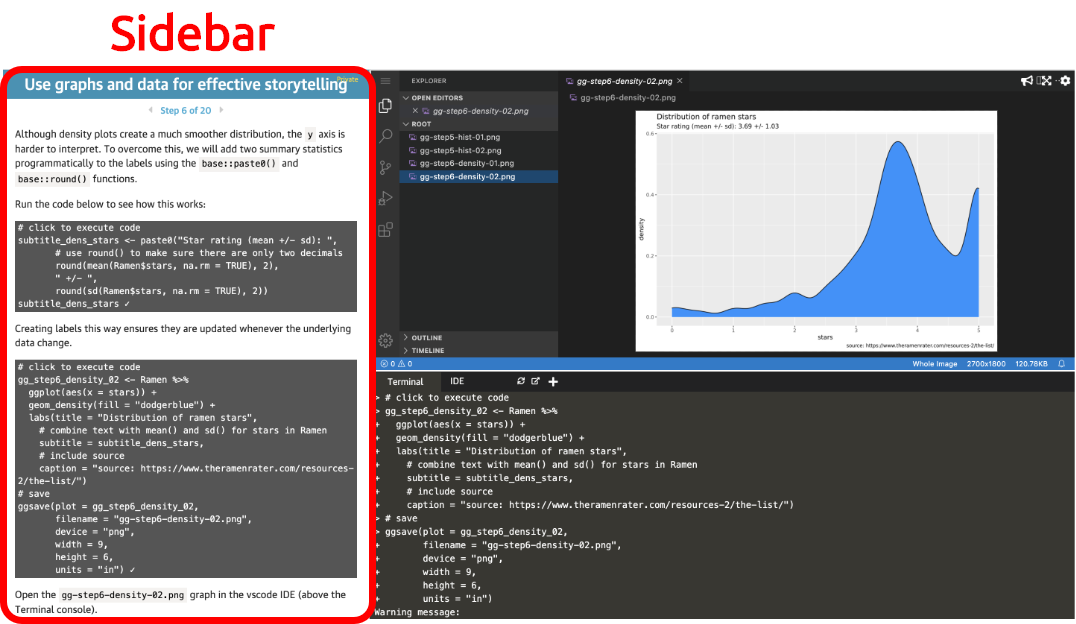 Sidebar
Use graphs and data for effective storytelling
Private
Step 6 of 20
Although density plots create a much smoother distribution, the y axis is
harder to interpret. To overcome this, we will add two summary statistics
programmatically to the labels using the base::paste0() and
base::round() functions.
Run the code below to see how this works:
# click to execute code
subtitle_dens_stars <- paste0("Star rating (mean +/- sd): ",
# use round() to make sure there are only two decimals
round(mean(Ramen$stars, na.rm = TRUE), 2),
" +/- ",
round(sd(Ramen$stars, na.rm = TRUE), 2))
subtitle_dens_stars ✓
Creating labels this way ensures they are updated whenever the underlying
data change.
# click to execute code
gg_step6_density_02 <- Ramen %>%
ggplot(aes(x = stars)) +
geom_density(fill = "dodgerblue") +
labs(title = "Distribution of ramen stars",
# combine text with mean() and sd() for stars in Ramen
subtitle = subtitle_dens_stars,
# include source
caption = "source: https://www.theramenrater.com/resources-
2/the-list/")
# save
ggsave(plot = gg_step6_density_02,
filename = "gg-step6-density-02.png",
device = "png",
width = 9,
height = 6,
units = "in") ✓
Open the gg-step6-density-02.png graph in the vscode IDE (above the
Terminal console).
EXPLORER
OPEN EDITORS
gg-step6-density-02.png
ROOT
gg-step5-hist-01.png
gg-step5-hist-02.png
gg-step6-density-01.png
gg-step6-density-02.png
OUTLINE
TIMELINE
gg-step6-density-02.png
gg-step6-density-02.png
Distribution of ramen stars
Star rating (mean +/- sd): 3.69 +/- 1.03
0.6
0.4
0.2
0.0
density
0 1 2 3 4 5
stars
source: https://www.theramenrater.com/resources-2/the-list/
0 0
Whole Image 2700x1800 120.78KB
Terminal IDE
> # click to execute code
> gg_step6_density_02 <- Ramen %>%
+ ggplot(aes(x = stars)) +
+ geom_density(fill = "dodgerblue") +
+ labs(title = "Distribution of ramen stars",
+ # combine text with mean() and sd() for stars in Ramen
+ subtitle = subtitle_dens_stars,
+ # include source
+ caption = "source: https://www.theramenrater.com/resources-2/the-list/")
> # save
> ggsave(plot = gg_step6_density_02,
+ filename = "gg-step6-density-02.png",
+ device = "png",
+ width = 9,
+ height = 6,
+ units = "in")
Warning message: